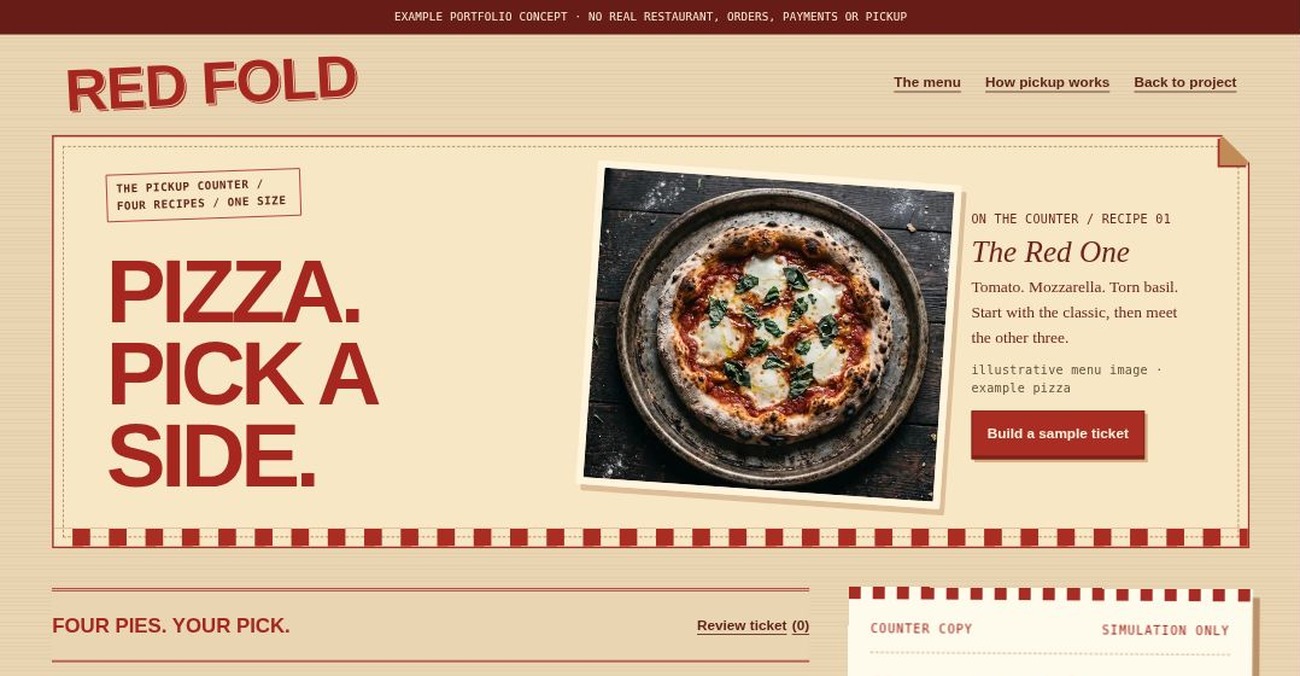 EXAMPLE PORTFOLIO CONCEPT · NO REAL RESTAURANT, ORDERS, PAYMENTS OR PICKUP
RED FOLD
The menu
How pickup works
Back to project
THE PICKUP COUNTER /
FOUR RECIPES / ONE SIZE
PIZZA.
PICK A
SIDE.
ON THE COUNTER / RECIPE 01
The Red One
Tomato. Mozzarella. Torn basil.
Start with the classic, then meet
the other three.
illustrative menu image ·
example pizza
Build a sample ticket
FOUR PIES. YOUR PICK.
Review ticket (0)
COUNTER COPY
SIMULATION ONLY